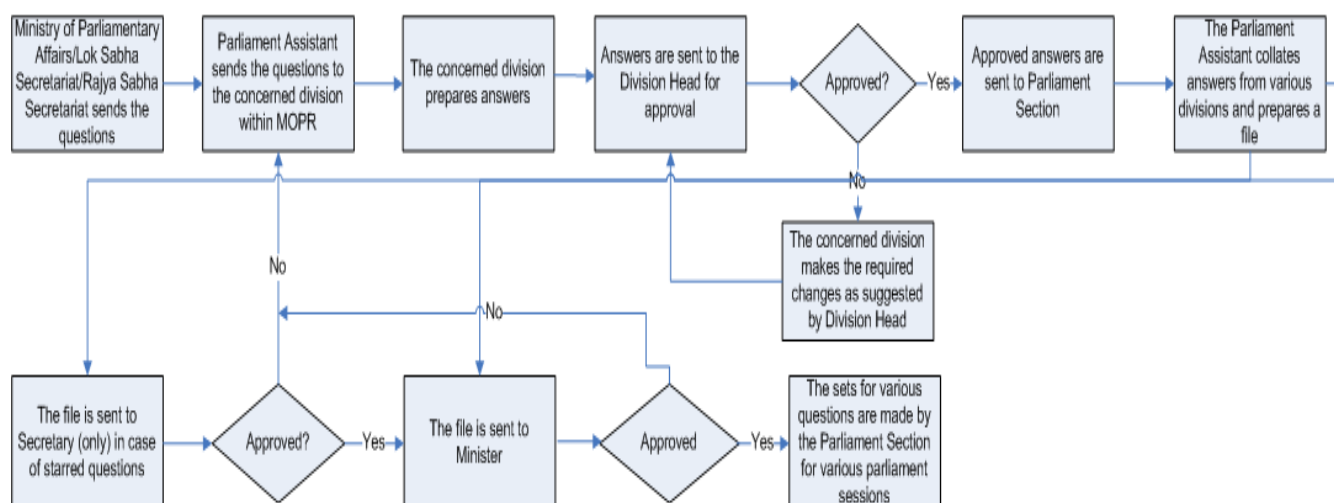 Ministry of Parliamentary
Affairs/Lok Sabha
Secretariat/Rajya Sabha
Secretariat sends the
questions
Parliament Assistant
sends the questions to
the concerned division
within MOPR
The concerned division
prepares answers
Answers are sent to the
Division Head for
approval
Approved?
Yes
Approved answers are
sent to Parliament
Section
The Parliament
Assistant collates
answers from various
divisions and prepares a
file
No
The concerned division
makes the required
changes as suggested
by Division Head
No
No
The file is sent to
Secretary (only) in case
of starred questions
Approved?
Yes
The file is sent to
Minister
Approved
Yes
The sets for various
questions are made by
the Parliament Section
for various parliament
sessions